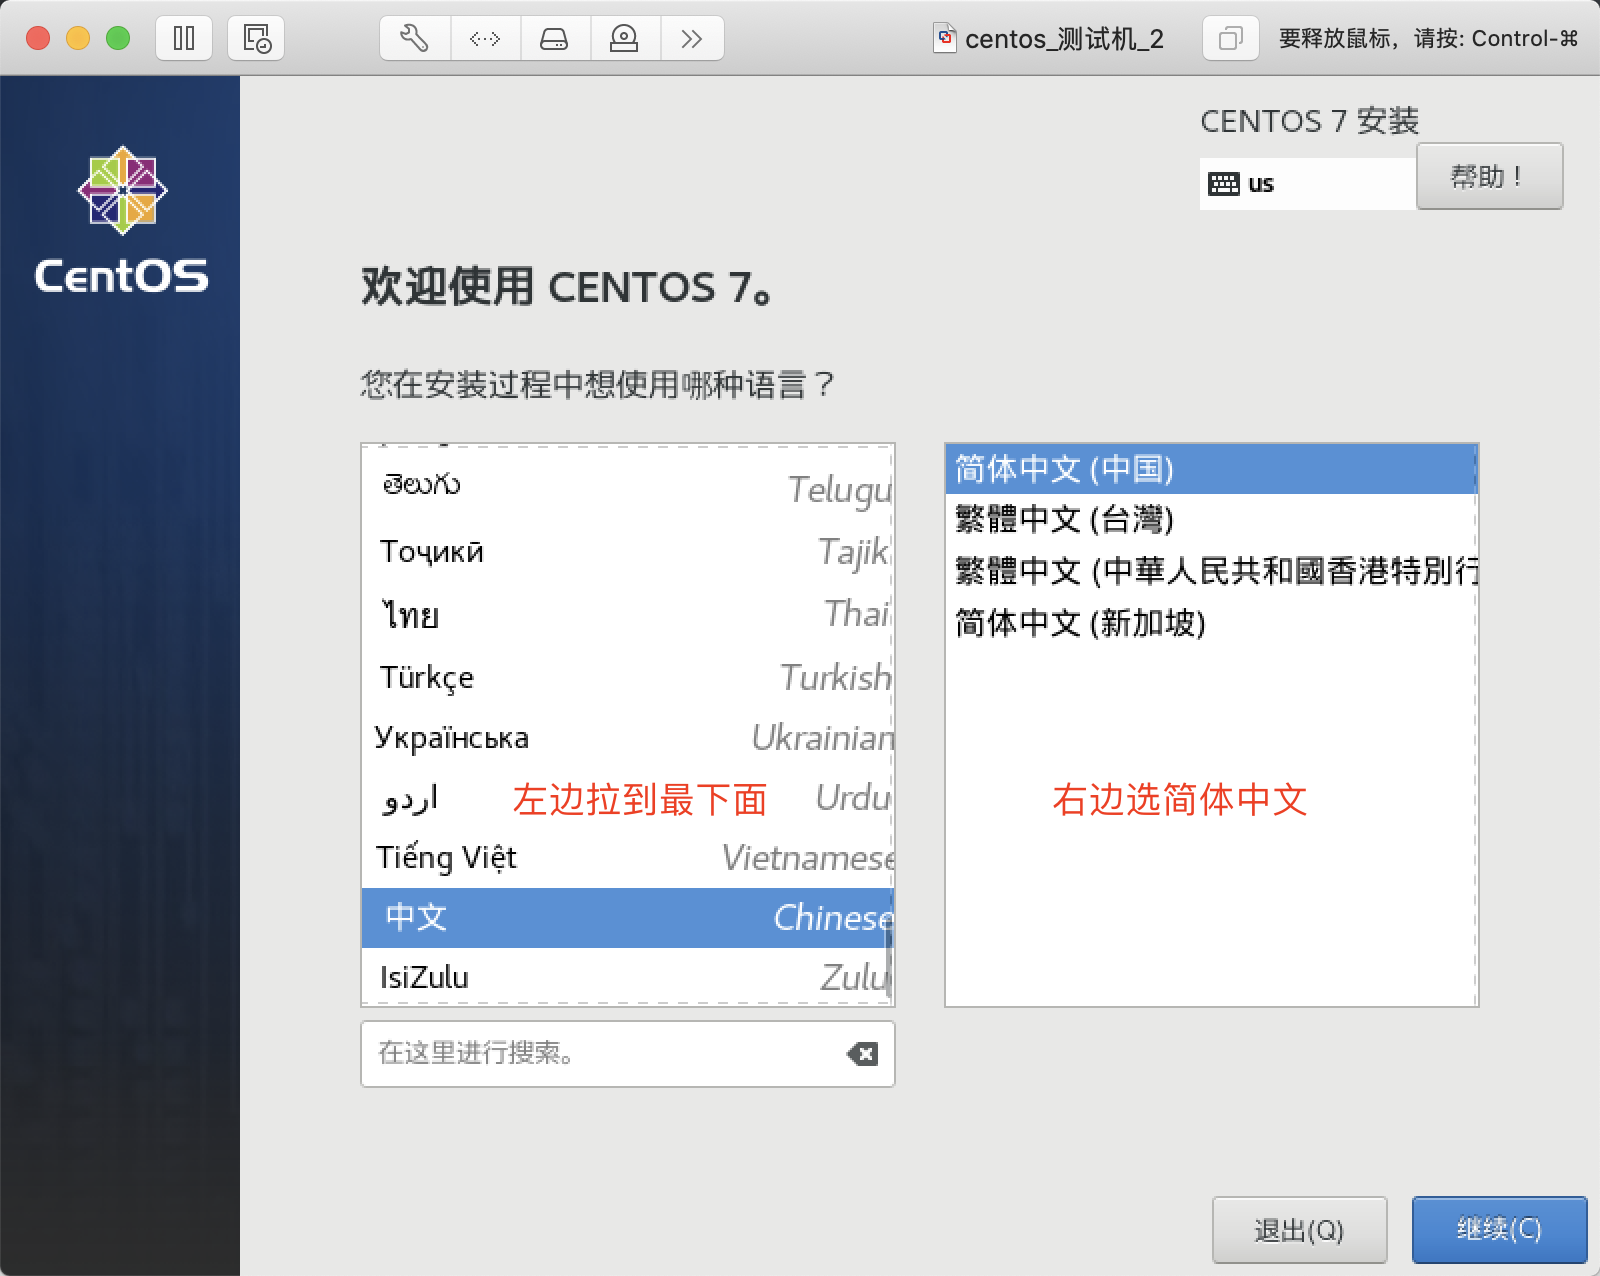 centos_测试机_2
要释放鼠标，请按: Control-⌘
CentOS
CENTOS 7 安装
us
帮助！
欢迎使用 CENTOS 7。
您在安装过程中想使用哪种语言？
తెలుగు Telugu
Тоҷикӣ Tajik
ไทย Thai
Türkçe Turkish
Українська Ukrainian
اردو Urdu
左边拉到最下面
Tiếng Việt Vietnamese
中文 Chinese
IsiZulu Zulu
在这里进行搜索。
简体中文 (中国)
繁體中文 (台灣)
繁體中文 (中華人民共和國香港特別行
简体中文 (新加坡)
右边选简体中文
退出(Q)
继续(C)